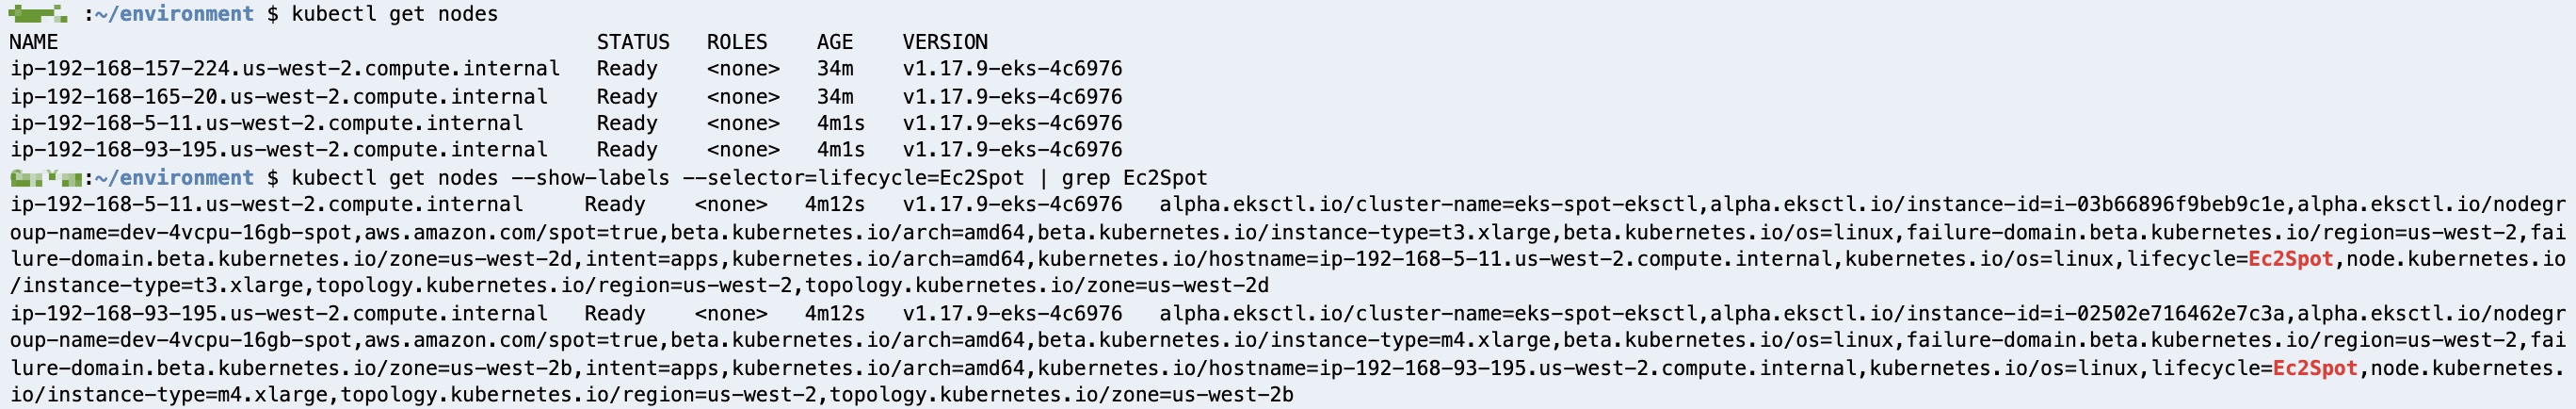 :~/environment $ kubectl get nodes
NAME STATUS ROLES AGE VERSION
ip-192-168-157-224.us-west-2.compute.internal Ready <none> 34m v1.17.9-eks-4c6976
ip-192-168-165-20.us-west-2.compute.internal Ready <none> 34m v1.17.9-eks-4c6976
ip-192-168-5-11.us-west-2.compute.internal Ready <none> 4m1s v1.17.9-eks-4c6976
ip-192-168-93-195.us-west-2.compute.internal Ready <none> 4m1s v1.17.9-eks-4c6976
:~/environment $ kubectl get nodes --show-labels --selector=lifecycle=Ec2Spot | grep Ec2Spot
ip-192-168-5-11.us-west-2.compute.internal Ready <none> 4m12s v1.17.9-eks-4c6976 alpha.eksctl.io/cluster-name=eks-spot-eksctl,alpha.eksctl.io/instance-id=i-03b66896f9beb9c1e,alpha.eksctl.io/nodegr
oup-name=dev-4vcpu-16gb-spot,aws.amazon.com/spot=true,beta.kubernetes.io/arch=amd64,beta.kubernetes.io/instance-type=t3.xlarge,beta.kubernetes.io/os=linux,failure-domain.beta.kubernetes.io/region=us-west-2,fai
lure-domain.beta.kubernetes.io/zone=us-west-2d,intent=apps,kubernetes.io/arch=amd64,kubernetes.io/hostname=ip-192-168-5-11.us-west-2.compute.internal,kubernetes.io/os=linux,lifecycle=Ec2Spot,node.kubernetes.io
/instance-type=t3.xlarge,topology.kubernetes.io/region=us-west-2,topology.kubernetes.io/zone=us-west-2d
ip-192-168-93-195.us-west-2.compute.internal Ready <none> 4m12s v1.17.9-eks-4c6976 alpha.eksctl.io/cluster-name=eks-spot-eksctl,alpha.eksctl.io/instance-id=i-02502e716462e7c3a,alpha.eksctl.io/nodegr
oup-name=dev-4vcpu-16gb-spot,aws.amazon.com/spot=true,beta.kubernetes.io/arch=amd64,beta.kubernetes.io/instance-type=m4.xlarge,beta.kubernetes.io/os=linux,failure-domain.beta.kubernetes.io/region=us-west-2,fai
lure-domain.beta.kubernetes.io/zone=us-west-2b,intent=apps,kubernetes.io/arch=amd64,kubernetes.io/hostname=ip-192-168-93-195.us-west-2.compute.internal,kubernetes.io/os=linux,lifecycle=Ec2Spot,node.kubernetes.
io/instance-type=m4.xlarge,topology.kubernetes.io/region=us-west-2,topology.kubernetes.io/zone=us-west-2b